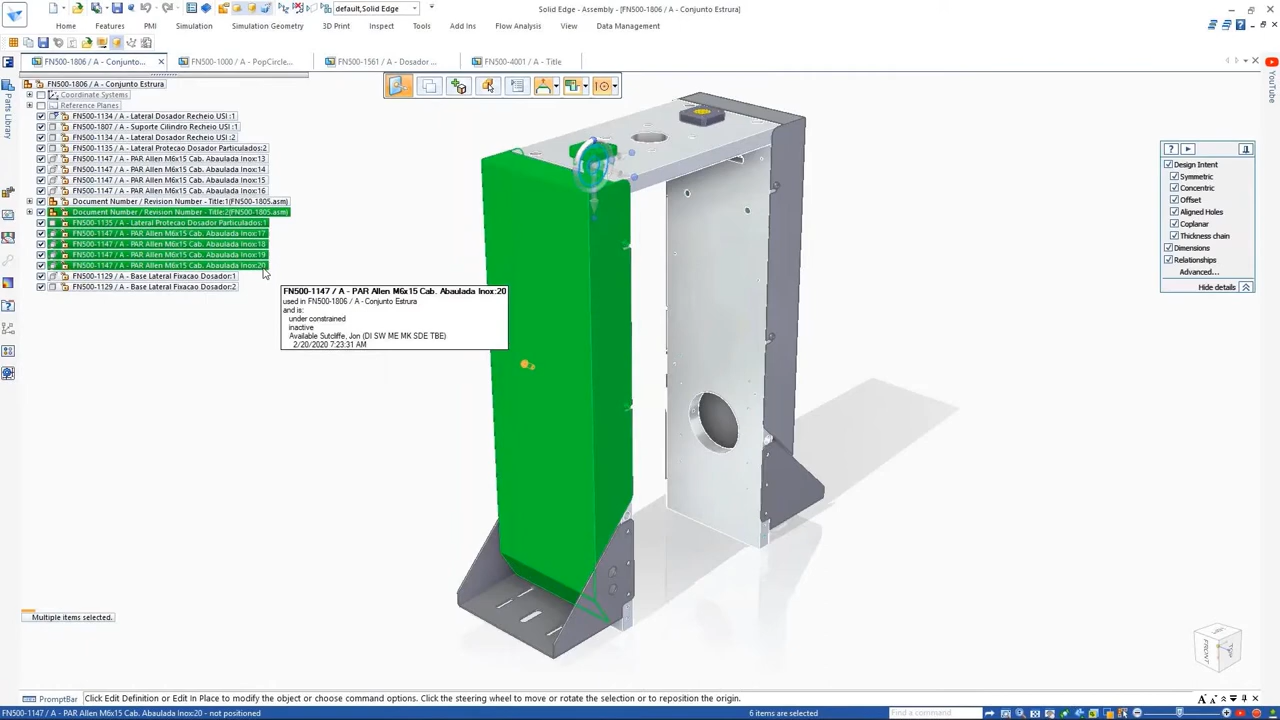 default,Solid Edge
Solid Edge - Assembly - [FN500-1806 / A - Conjunto Estrura]
Home Features PMI Simulation Simulation Geometry 3D Print Inspect Tools Add Ins Flow Analysis View Data Management
FN500-1806 / A - Conjunto... FN500-1000 / A - PopCircle... FN500-1561 / A - Dosador ... FN500-4001 / A - Title
FN500-1806 / A - Conjunto Estrura
Coordinate Systems
Reference Planes
FN500-1134 / A - Lateral Dosador Recheio USI :1
FN500-1807 / A - Suporte Cilindro Recheio USI :1
FN500-1134 / A - Lateral Dosador Recheio USI :2
FN500-1135 / A - Lateral Protecao Dosador Particulados:2
FN500-1147 / A - PAR Allen M6x15 Cab. Abaulada Inox:13
FN500-1147 / A - PAR Allen M6x15 Cab. Abaulada Inox:14
FN500-1147 / A - PAR Allen M6x15 Cab. Abaulada Inox:15
FN500-1147 / A - PAR Allen M6x15 Cab. Abaulada Inox:16
Document Number / Revision Number - Title:1(FN500-1805.asm)
Document Number / Revision Number - Title:2(FN500-1805.asm)
FN500-1135 / A - Lateral Protecao Dosador Particulados:1
FN500-1147 / A - PAR Allen M6x15 Cab. Abaulada Inox:17
FN500-1147 / A - PAR Allen M6x15 Cab. Abaulada Inox:18
FN500-1147 / A - PAR Allen M6x15 Cab. Abaulada Inox:19
FN500-1147 / A - PAR Allen M6x15 Cab. Abaulada Inox:20
FN500-1129 / A - Base Lateral Fixacao Dosador:1
FN500-1129 / A - Base Lateral Fixacao Dosador:2
FN500-1147 / A - PAR Allen M6x15 Cab. Abaulada Inox:20
used in FN500-1806 / A - Conjunto Estrura
and is:
under constrained
inactive
Available Sutcliffe, Jon (DI SW ME MK SDE TBE)
2/20/2020 7:23:31 AM
Parts Library
YouTube
?
Design Intent
Symmetric
Concentric
Offset
Aligned Holes
Coplanar
Thickness chain
Dimensions
Relationships
Advanced...
Hide details
FRONT
TOP
Multiple items selected.
PromptBar Click Edit Definition or Edit In Place to modify the object or choose command options. Click the steering wheel to move or rotate the selection or to reposition the origin.
FN500-1147 / A - PAR Allen M6x15 Cab. Abaulada Inox:20 - not positioned 6 items are selected Find a command